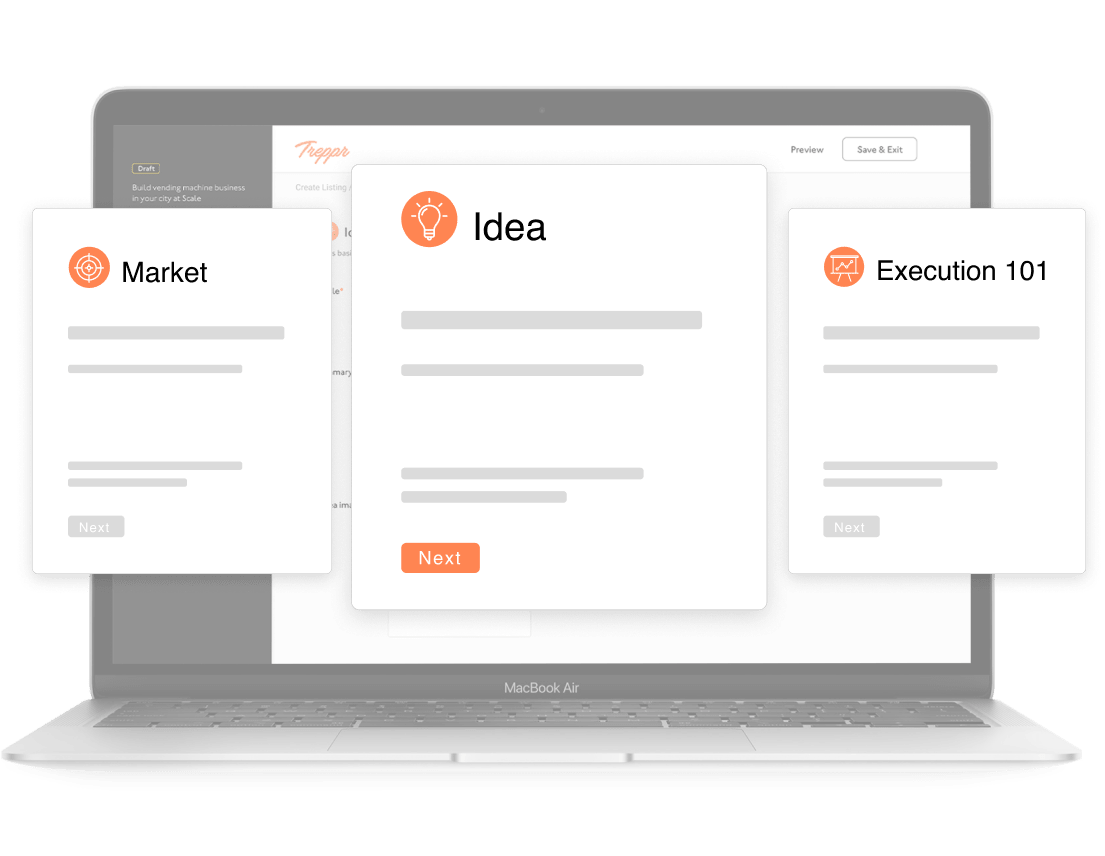 Treppr
Preview
Save & Exit
Draft
Build vending machine business
in your city at Scale
Create Listing
Idea
Market
Execution 101
Next
Next
Next
MacBook Air